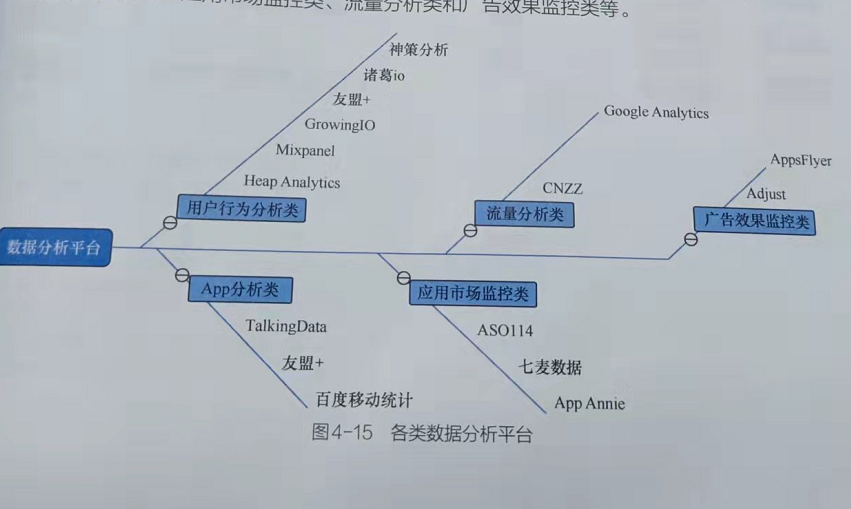 应用市场监控类、流量分析类和广告效果监控类等。
神策分析
诸葛io
友盟+
GrowingIO
Mixpanel
Heap Analytics
用户行为分析类
Google Analytics
CNZZ
流量分析类
AppsFlyer
Adjust
广告效果监控类
数据分析平台
App分析类
TalkingData
友盟+
百度移动统计
应用市场监控类
ASO114
七麦数据
App Annie
图4-15 各类数据分析平台